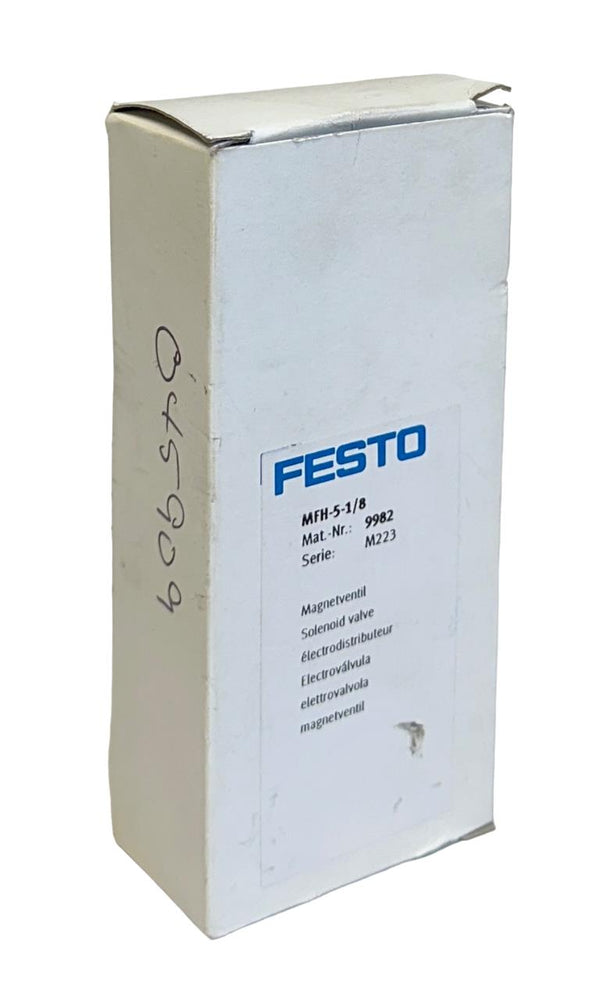 FESTO
MFH-5-1/8
Mat.-Nr.: 9982
Serie: M223
Magnetventil
Solenoid valve
électrodistributeur
Electroválvula
elettrovalvola
magnetventil